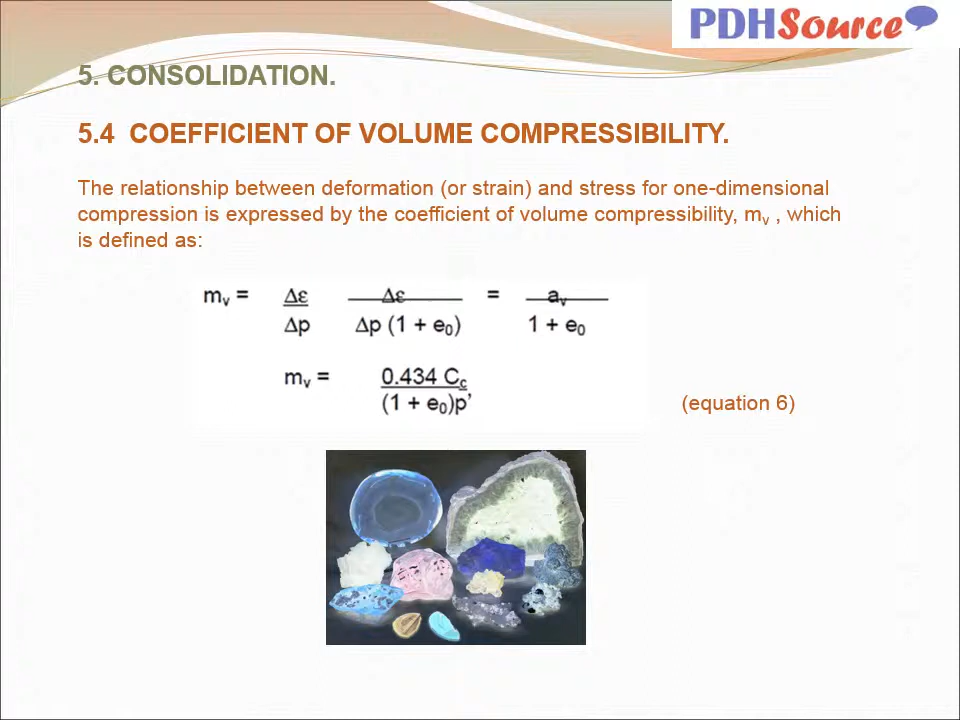 PDHSource
5. CONSOLIDATION.
5.4 COEFFICIENT OF VOLUME COMPRESSIBILITY.
The relationship between deformation (or strain) and stress for one-dimensional
compression is expressed by the coefficient of volume compressibility, mᵥ , which
is defined as:
mᵥ = Δε Δε = aᵥ
Δp Δp (1 + e₀) 1 + e₀
mᵥ = 0.434 C_c
(1 + e₀)p’
(equation 6)